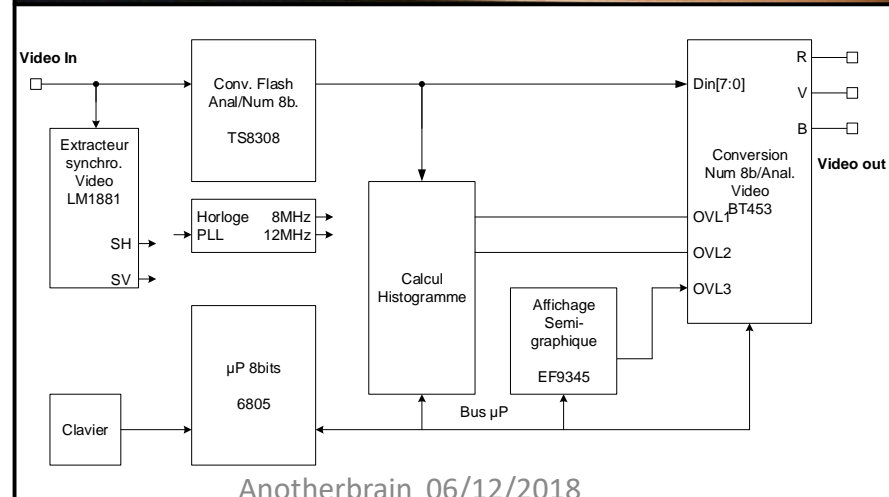 Video In
Conv. Flash
Anal/Num 8b.
TS8308
Extracteur
synchro.
Video
LM1881
SH
SV
Horloge 8MHz
PLL 12MHz
Calcul
Histogramme
Affichage
Semi-
graphique
EF9345
µP 8bits
6805
Clavier
Bus µP
R
V
B
Din[7:0]
Conversion
Num 8b/Anal.
Video
BT453
OVL1
OVL2
OVL3
Video out
Anotherbrain 06/12/2018